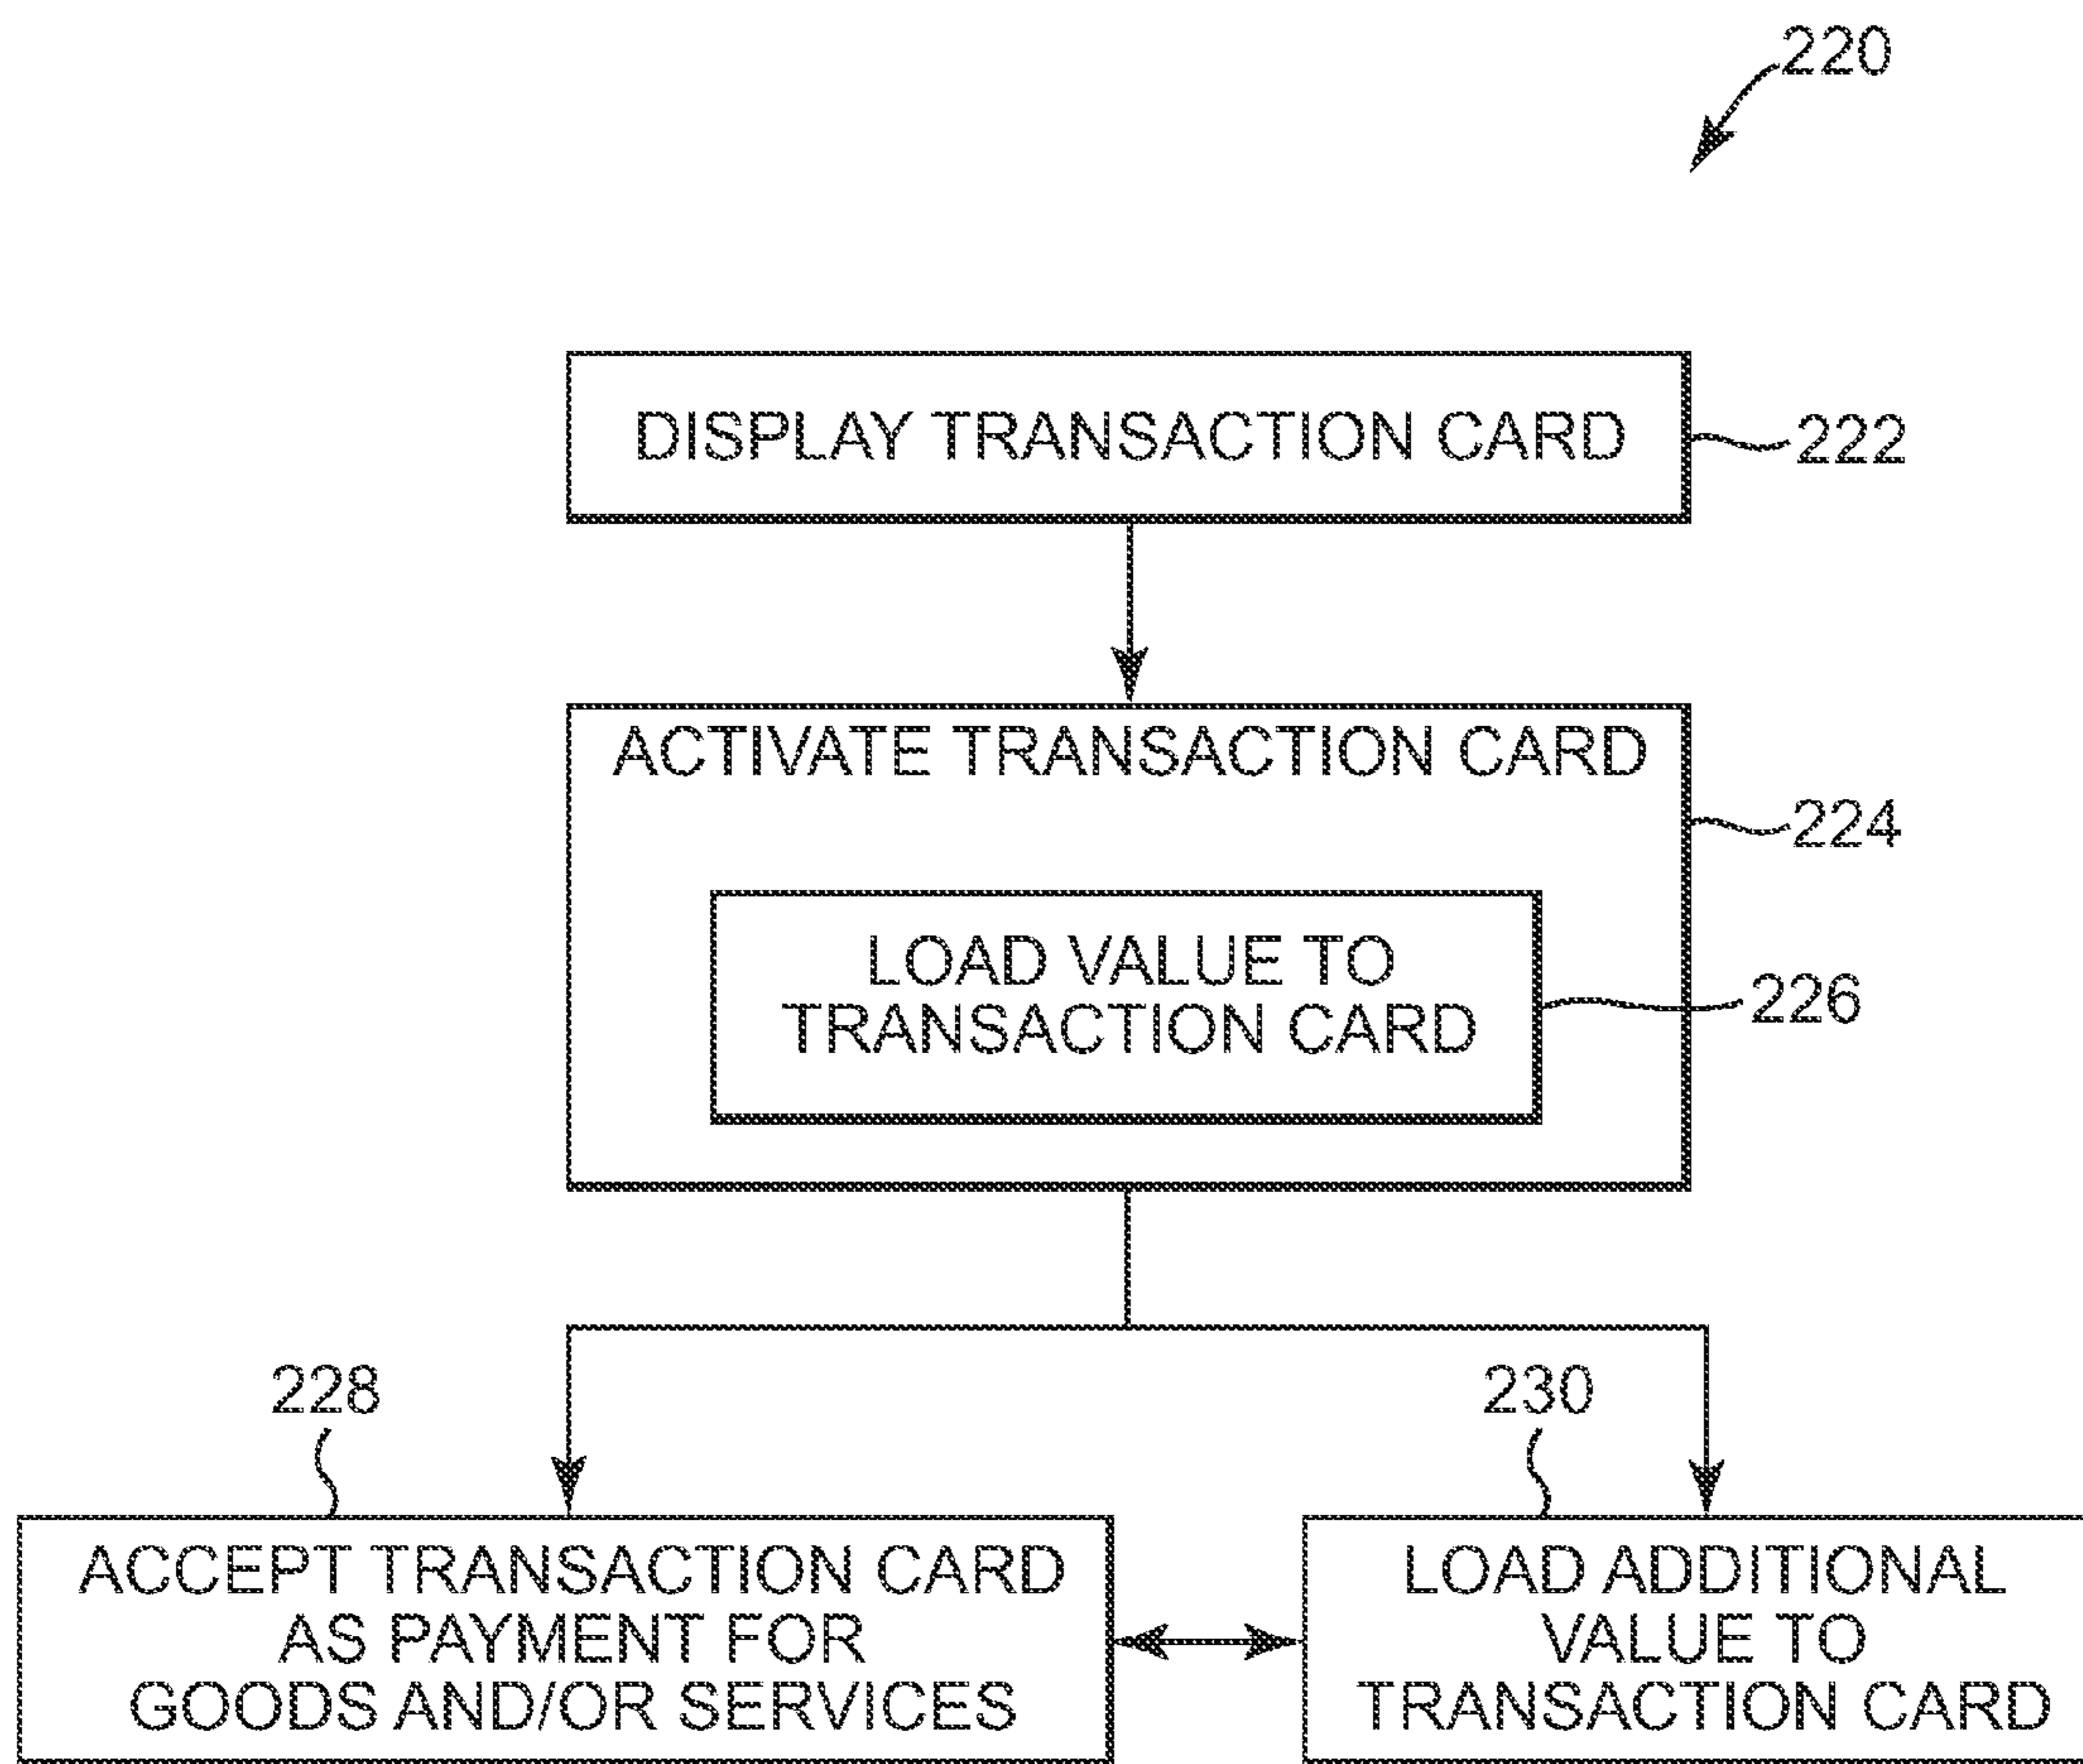 220
DISPLAY TRANSACTION CARD
222
ACTIVATE TRANSACTION CARD
224
LOAD VALUE TO
TRANSACTION CARD
226
228
230
ACCEPT TRANSACTION CARD
AS PAYMENT FOR
GOODS AND/OR SERVICES
LOAD ADDITIONAL
VALUE TO
TRANSACTION CARD